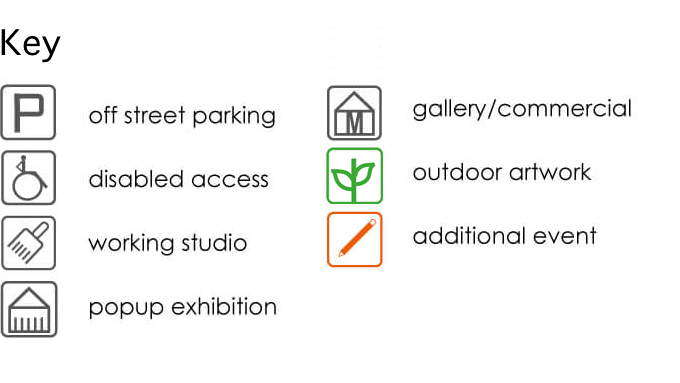 Key
P
off street parking
disabled access
working studio
popup exhibition
M
gallery/commercial
outdoor artwork
additional event